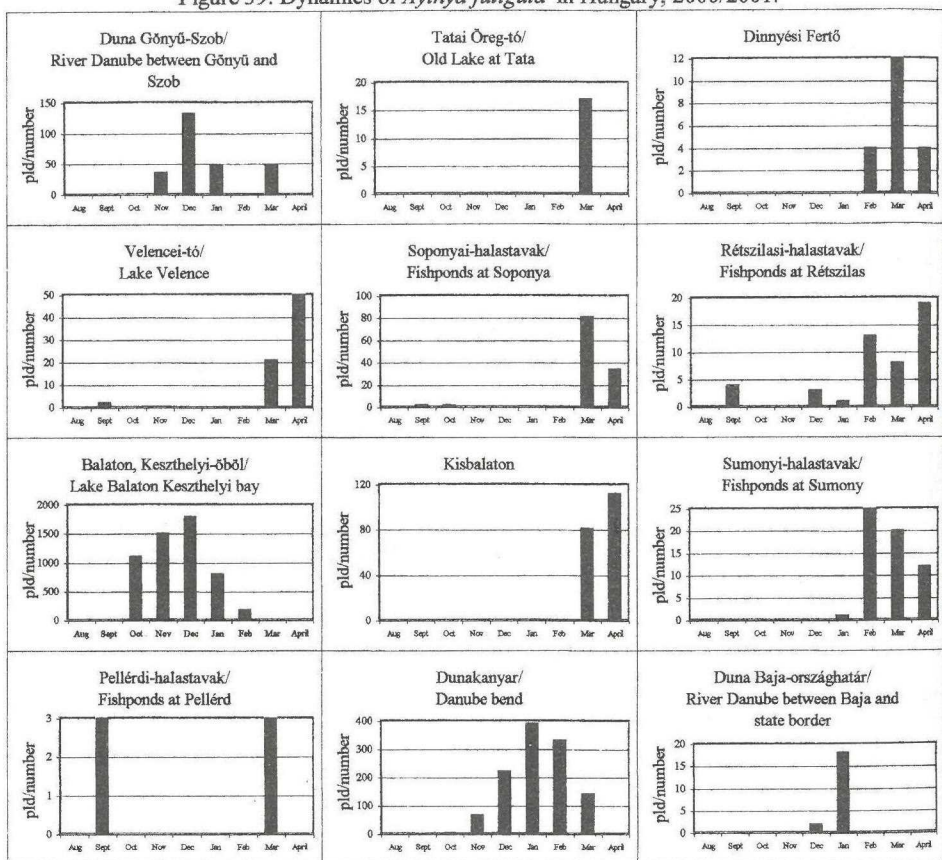 Duna Gönyű-Szob/
River Danube between Gönyű and
Szob
pld/number
150
100
50
0
Aug Sept Oct Nov Dec Jan Feb Mar April
Tatai Öreg-tó/
Old Lake at Tata
pld/number
20
15
10
5
0
Aug Sept Oct Nov Dec Jan Feb Mar April
Dinnyési Fertő
pld/number
12
10
8
6
4
2
0
Aug Sept Oct Nov Dec Jan Feb Mar April
Velencei-tó/
Lake Velence
pld/number
50
40
30
20
10
0
Aug Sept Oct Nov Dec Jan Feb Mar April
Soponyai-halastavak/
Fishponds at Soponya
pld/number
100
80
60
40
20
0
Aug Sept Oct Nov Dec Jan Feb Mar April
Rétszilasi-halastavak/
Fishponds at Rétszilas
pld/number
20
15
10
5
0
Aug Sept Oct Nov Dec Jan Feb Mar April
Balaton, Keszthelyi-öböl/
Lake Balaton Keszthelyi bay
pld/number
2000
1500
1000
500
0
Aug Sept Oct Nov Dec Jan Feb Mar April
Kisbalaton
pld/number
120
80
40
0
Aug Sept Oct Nov Dec Jan Feb Mar April
Sumonyi-halastavak/
Fishponds at Sumony
pld/number
25
20
15
10
5
0
Aug Sept Oct Nov Dec Jan Feb Mar April
Pellérdi-halastavak/
Fishponds at Pellérd
pld/number
3
2
1
0
Aug Sept Oct Nov Dec Jan Feb Mar April
Dunakanyar/
Danube bend
pld/number
400
300
200
100
0
Aug Sept Oct Nov Dec Jan Feb Mar April
Duna Baja-országhatár/
River Danube between Baja and
state border
pld/number
20
15
10
5
0
Aug Sept Oct Nov Dec Jan Feb Mar April